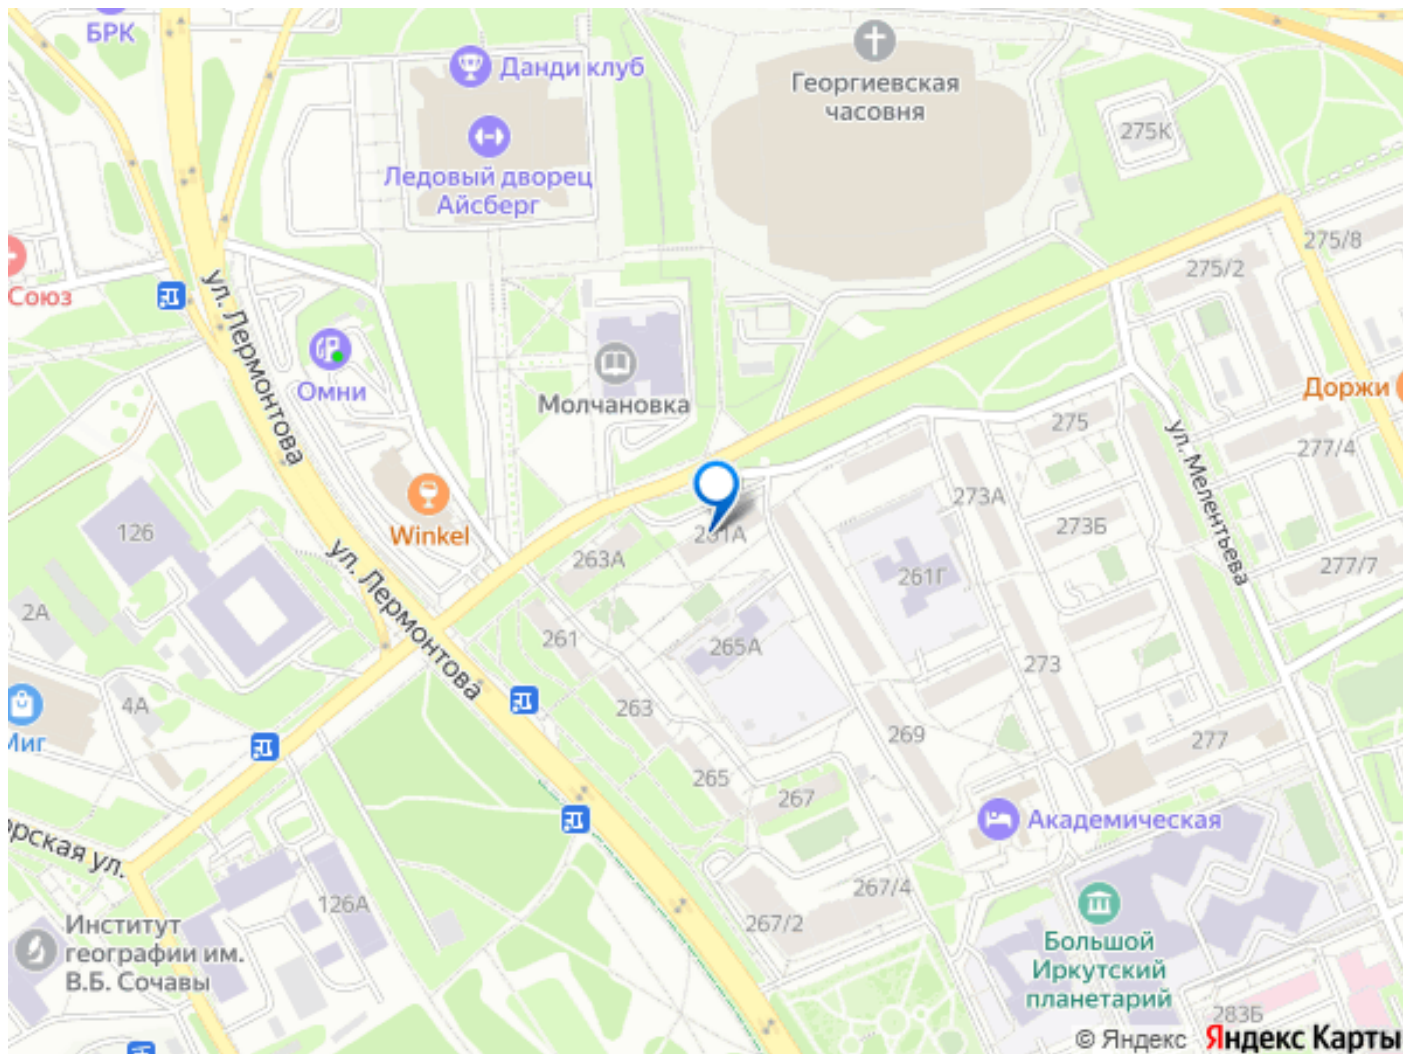 БРК
Данди клуб
Георгиевская
часовня
275К
Ледовый дворец
Айсберг
275/8
275/2
Союз
ул. Лермонтова
Омни
Доржи
Молчановка
275
ул. Мелентьева
277/4
273А
Winkel
126
273Б
261А
263А
277/7
261Г
ул. Лермонтова
2А
261
265А
273
4А
263
Миг
269
277
265
267
Академическая
орская ул.
267/4
126А
267/2
Институт
географии им.
В.Б. Сочавы
Большой
Иркутский
планетарий
283Б
© Яндекс Яндекс Карты